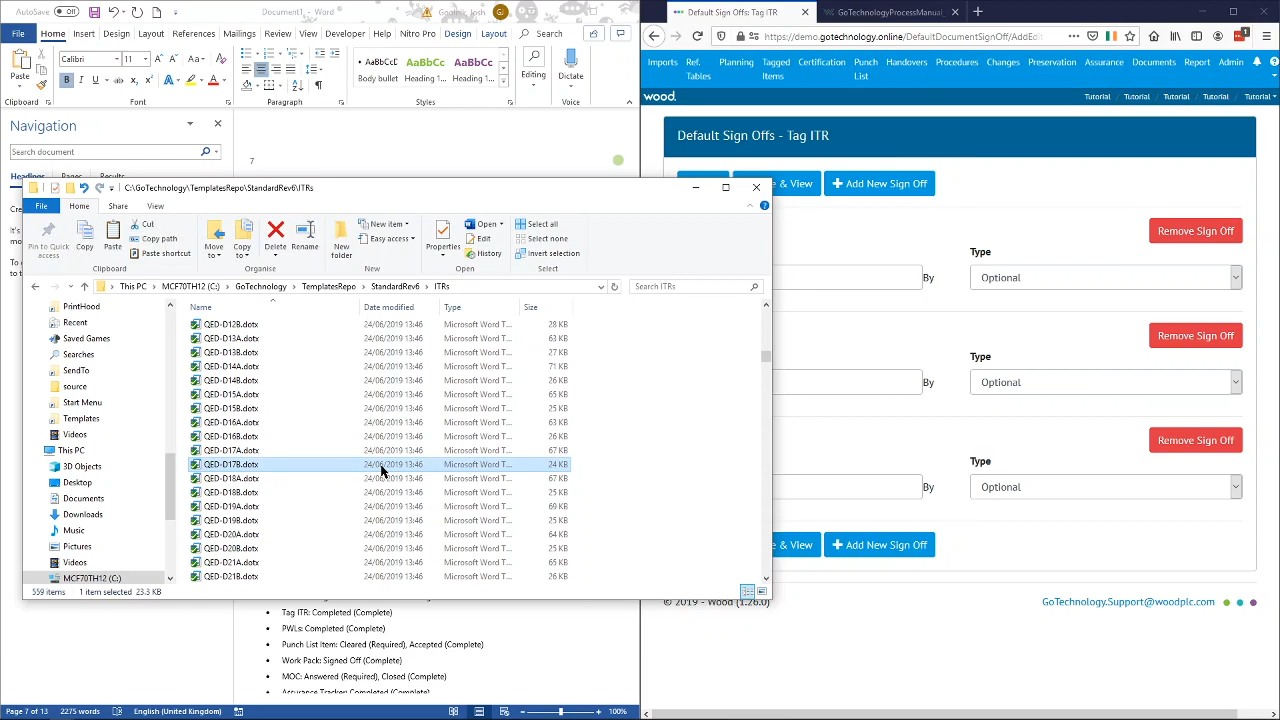 AutoSave Off Document1 - W... Gaothic, Josh GJ
File Home Insert Draw Design Layout References Mailings Review View Developer Help Nitro Pro Design Layout Search
Paste Clipboard
Calibri 11
Font
Paragraph
AaBbCcC AaBbCc AaBbCc
Body bullet Heading Heading 1...
Styles
Editing
Dictate
Voice
Navigation
Search document
Headings Pages Results
7
C:\GoTechnology\TemplatesRepo\StandardRev6\ITRs
File Home Share View
Pin to Quick access
Copy
Paste
Cut
Copy path
Paste shortcut
Clipboard
Move to
Copy to
Delete
Rename
Organise
New folder
New item
Easy access
New
Properties
Open
Edit
History
Open
Select all
Select none
Invert selection
Select
This PC MCF70TH12 (C:) GoTechnology TemplatesRepo StandardRev6 ITRs
Search ITRs
PrintHood
Recent
Saved Games
Searches
SendTo
source
Start Menu
Templates
Videos
This PC
3D Objects
Desktop
Documents
Downloads
Music
Pictures
Videos
MCF70TH12 (C:)
Name Date modified Type Size
QED-D12B.dotx 24/06/2019 13:46 Microsoft Word T... 28 KB
QED-D13A.dotx 24/06/2019 13:46 Microsoft Word T... 63 KB
QED-D13B.dotx 24/06/2019 13:46 Microsoft Word T... 27 KB
QED-D14A.dotx 24/06/2019 13:46 Microsoft Word T... 71 KB
QED-D14B.dotx 24/06/2019 13:46 Microsoft Word T... 26 KB
QED-D15A.dotx 24/06/2019 13:46 Microsoft Word T... 65 KB
QED-D15B.dotx 24/06/2019 13:46 Microsoft Word T... 25 KB
QED-D16A.dotx 24/06/2019 13:46 Microsoft Word T... 63 KB
QED-D16B.dotx 24/06/2019 13:46 Microsoft Word T... 26 KB
QED-D17A.dotx 24/06/2019 13:46 Microsoft Word T... 67 KB
QED-D17B.dotx 24/06/2019 13:46 Microsoft Word T... 24 KB
QED-D18A.dotx 24/06/2019 13:46 Microsoft Word T... 67 KB
QED-D18B.dotx 24/06/2019 13:46 Microsoft Word T... 25 KB
QED-D19A.dotx 24/06/2019 13:46 Microsoft Word T... 69 KB
QED-D19B.dotx 24/06/2019 13:46 Microsoft Word T... 25 KB
QED-D20A.dotx 24/06/2019 13:46 Microsoft Word T... 64 KB
QED-D20B.dotx 24/06/2019 13:46 Microsoft Word T... 25 KB
QED-D21A.dotx 24/06/2019 13:46 Microsoft Word T... 65 KB
QED-D21B.dotx 24/06/2019 13:46 Microsoft Word T... 26 KB
559 items 1 item selected 23.3 KB
Tag ITR: Completed (Complete)
PWLs: Completed (Complete)
Punch List Item: Cleared (Required), Accepted (Complete)
Work Pack: Signed Off (Complete)
MOC: Answered (Required), Closed (Complete)
Assurance Tracker: Completed (Complete)
Page 7 of 13 2275 words English (United Kingdom) 100%
Default Sign Offs: Tag ITR GoTechnologyProcessManual_
https://demo.gotechnology.online/DefaultDocumentSignOff/AddEdi
Imports Ref. Tables Planning Tagged Items Certification Punch List Handovers Procedures Changes Preservation Assurance Documents Report Admin
wood. Tutorial / Tutorial / Tutorial / Tutorial / Tutorial
Default Sign Offs - Tag ITR
& View + Add New Sign Off
Remove Sign Off
Type
By Optional
Remove Sign Off
Type
By Optional
Remove Sign Off
Type
By Optional
& View + Add New Sign Off
© 2019 - Wood (1.26.0) GoTechnology.Support@woodplc.com